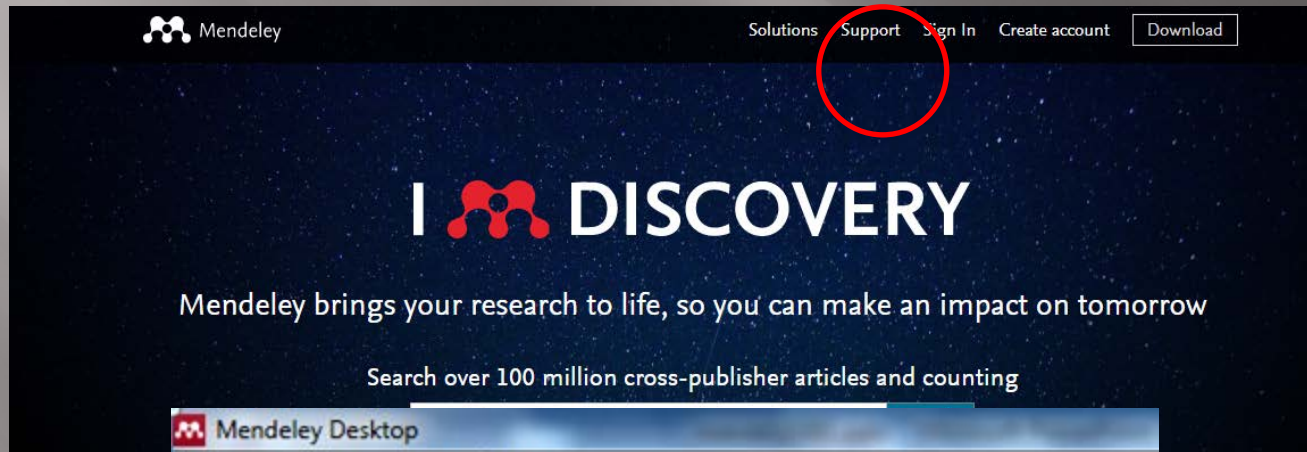 Mendeley
Solutions Support Sign In Create account Download
I DISCOVERY
Mendeley brings your research to life, so you can make an impact on tomorrow
Search over 100 million cross-publisher articles and counting
Mendeley Desktop